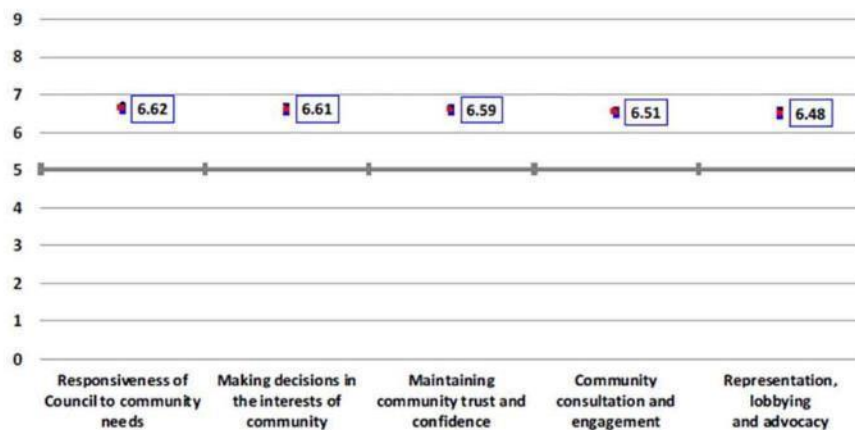 9
8
7
6
5
4
3
2
1
0
6.62
6.61
6.59
6.51
6.48
Responsiveness of
Council to community
needs
Making decisions in
the interests of
community
Maintaining
community trust and
confidence
Community
consultation and
engagement
Representation,
lobbying
and advocacy